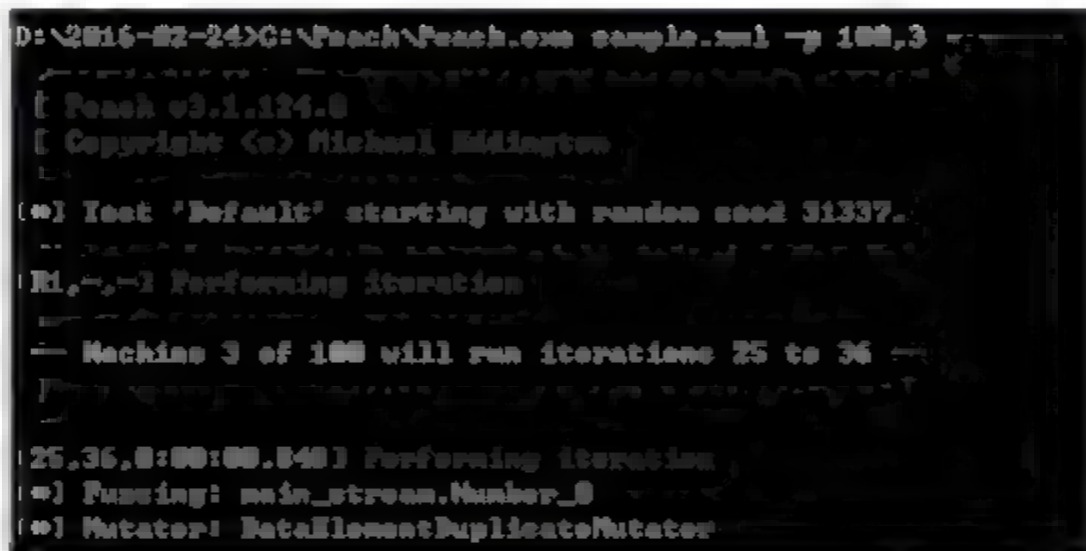 D:\2016-02-24>C:\Peach\Peach.exe sample.xml -p 100,3
[ Peach v3.1.124.0
[ Copyright (c) Michael Eddington
[*] Test 'Default' starting with random seed 31337.
[R1,-,-] Performing iteration
-- Machine 3 of 100 will run iterations 25 to 36 --
[25,36,0:00:00.840] Performing iteration
[*] Fuzzing: main_stream.Number_0
[*] Mutator: DataElementDuplicateMutator